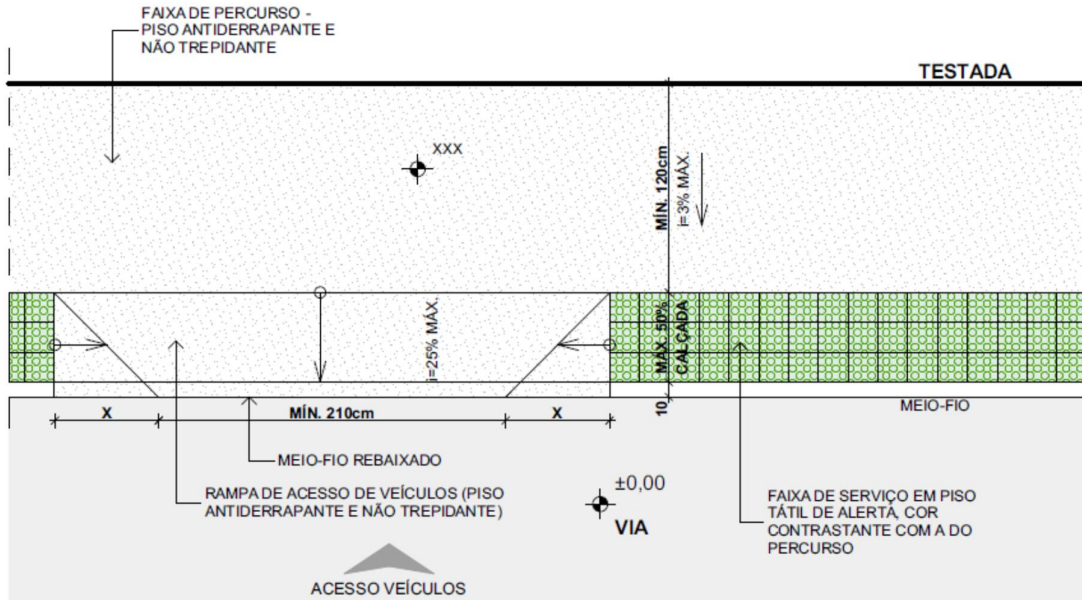 FAIXA DE PERCURSO -
PISO ANTIDERRAPANTE E
NÃO TREPIDANTE
TESTADA
XXX
MÍN. 120cm
i=3% MÁX.
i=25% MÁX.
MÁX. 50%
CALÇADA
X
MÍN. 210cm
X
10
MEIO-FIO
MEIO-FIO REBAIXADO
RAMPA DE ACESSO DE VEÍCULOS (PISO
ANTIDERRAPANTE E NÃO TREPIDANTE)
±0,00
VIA
FAIXA DE SERVIÇO EM PISO
TÁTIL DE ALERTA, COR
CONTRASTANTE COM A DO
PERCURSO
ACESSO VEÍCULOS